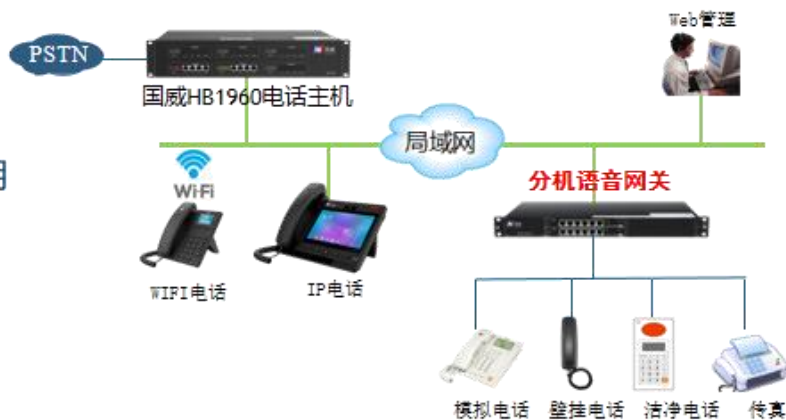 Web管理
PSTN
国威HB1960电话主机
局域网
WiFi
分机语音网关
WIFI电话
IP电话
模拟电话
壁挂电话
洁净电话
传真